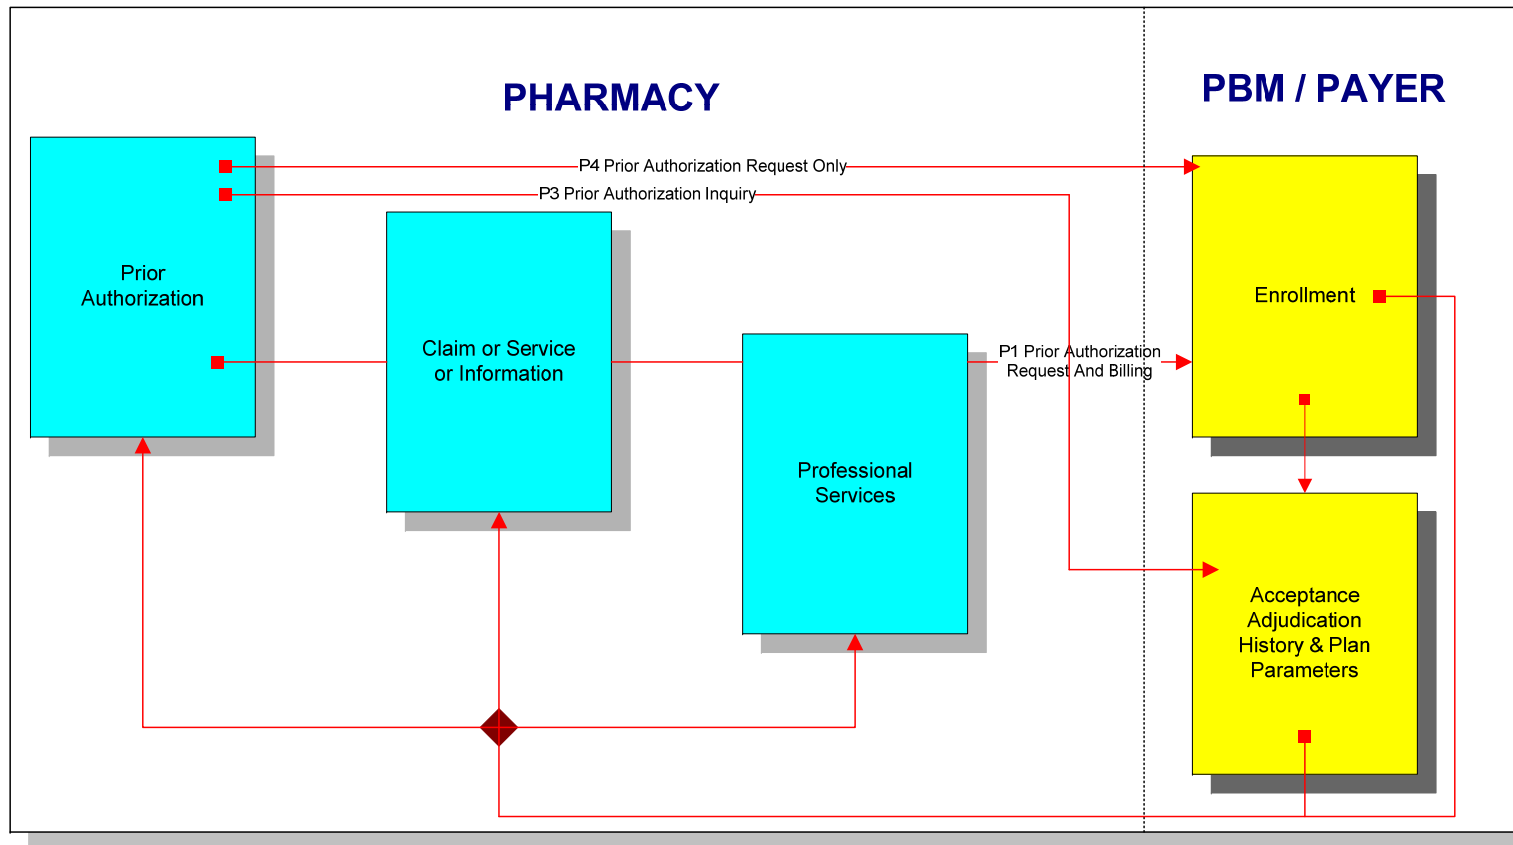 PHARMACY
PBM / PAYER
P4 Prior Authorization Request Only
P3 Prior Authorization Inquiry
Prior
Authorization
Claim or Service
or Information
Professional
Services
P1 Prior Authorization
Request And Billing
Enrollment
Acceptance
Adjudication
History & Plan
Parameters